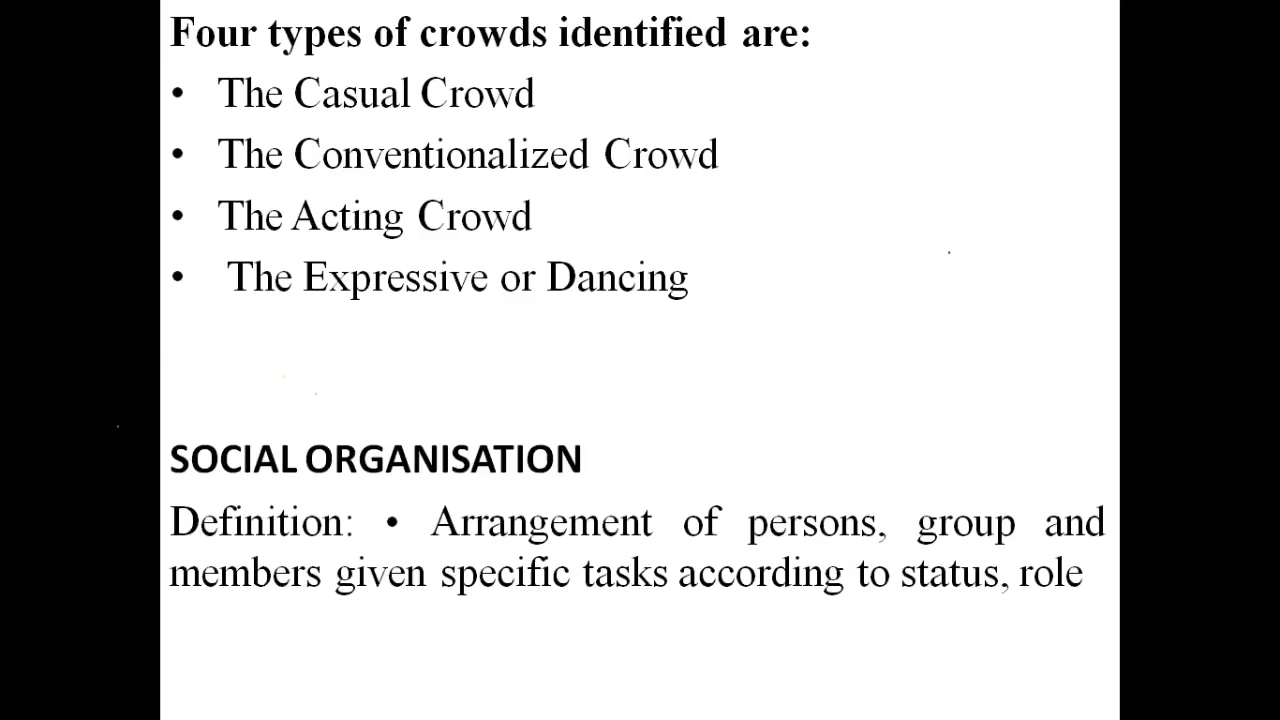 Four types of crowds identified are:
• The Casual Crowd
• The Conventionalized Crowd
• The Acting Crowd
• The Expressive or Dancing
SOCIAL ORGANISATION
Definition: • Arrangement of persons, group and
members given specific tasks according to status, role